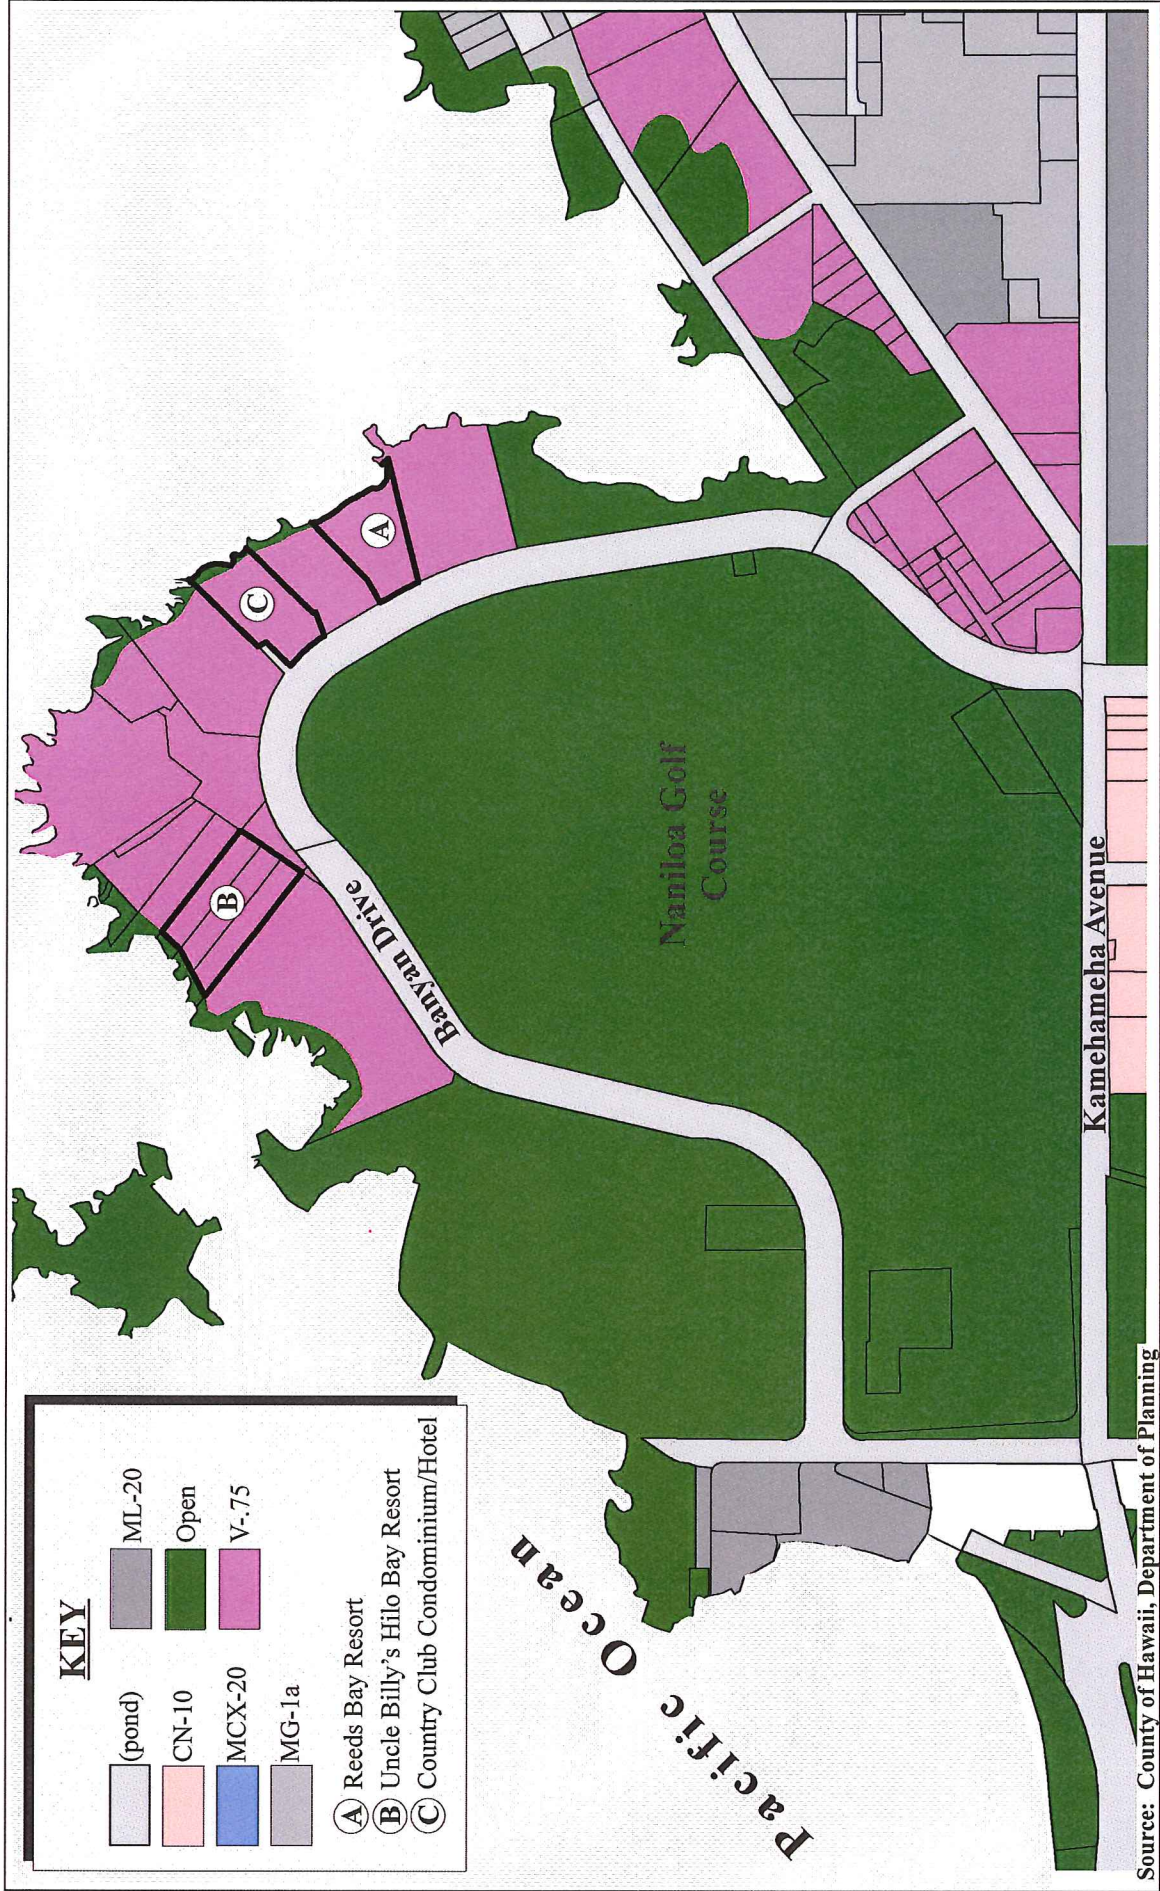 KEY
(pond)
CN-10
MCX-20
MG-1a
ML-20
Open
V-.75
A Reeds Bay Resort
B Uncle Billy's Hilo Bay Resort
C Country Club Condominium/Hotel
Pacific Ocean
B
C
A
Banyan Drive
Naniloa Golf
Course
Kamehameha Avenue
Source: County of Hawaii, Department of Planning